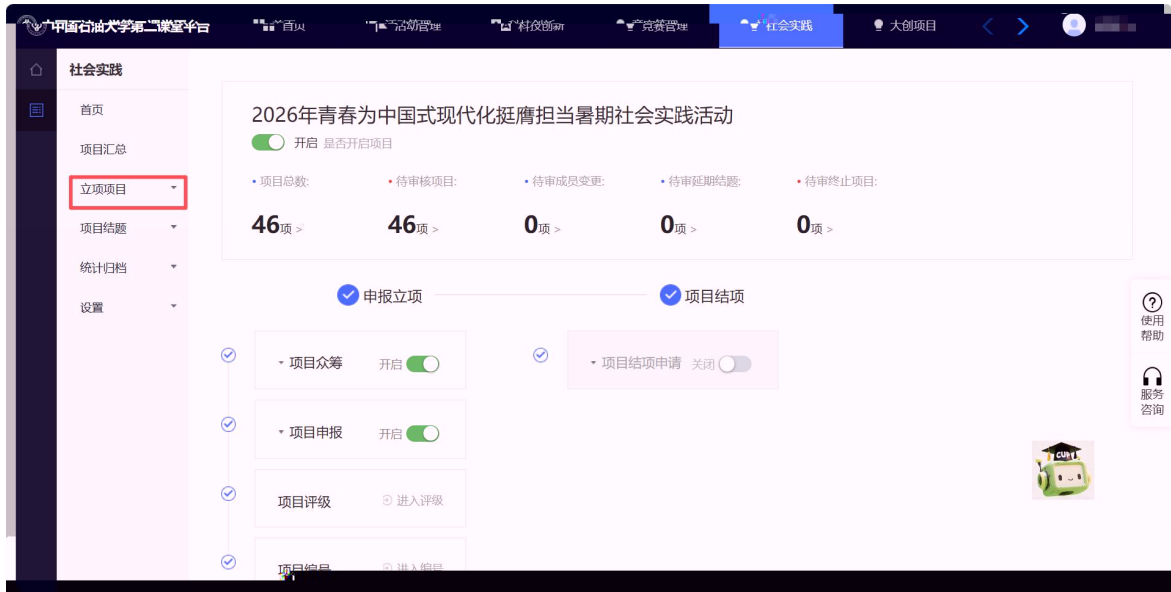 中国石油大学第二课堂平台
首页
活动管理
科技创新
竞赛管理
社会实践
大创项目
社会实践
首页
项目汇总
立项项目
项目结题
统计归档
设置
2026年青春为中国式现代化挺膺担当暑期社会实践活动
开启 是否开启项目
•项目总数: •待审核项目: •待审成员变更: •待审延期结题: •待审终止项目:
46项 > 46项 > 0项 > 0项 > 0项 >
申报立项 项目结项
项目众筹 开启 项目结项申请 关闭
项目申报 开启
项目评级 进入评级
项目编号 进入编号
使用
帮助
服务
咨询
CUP